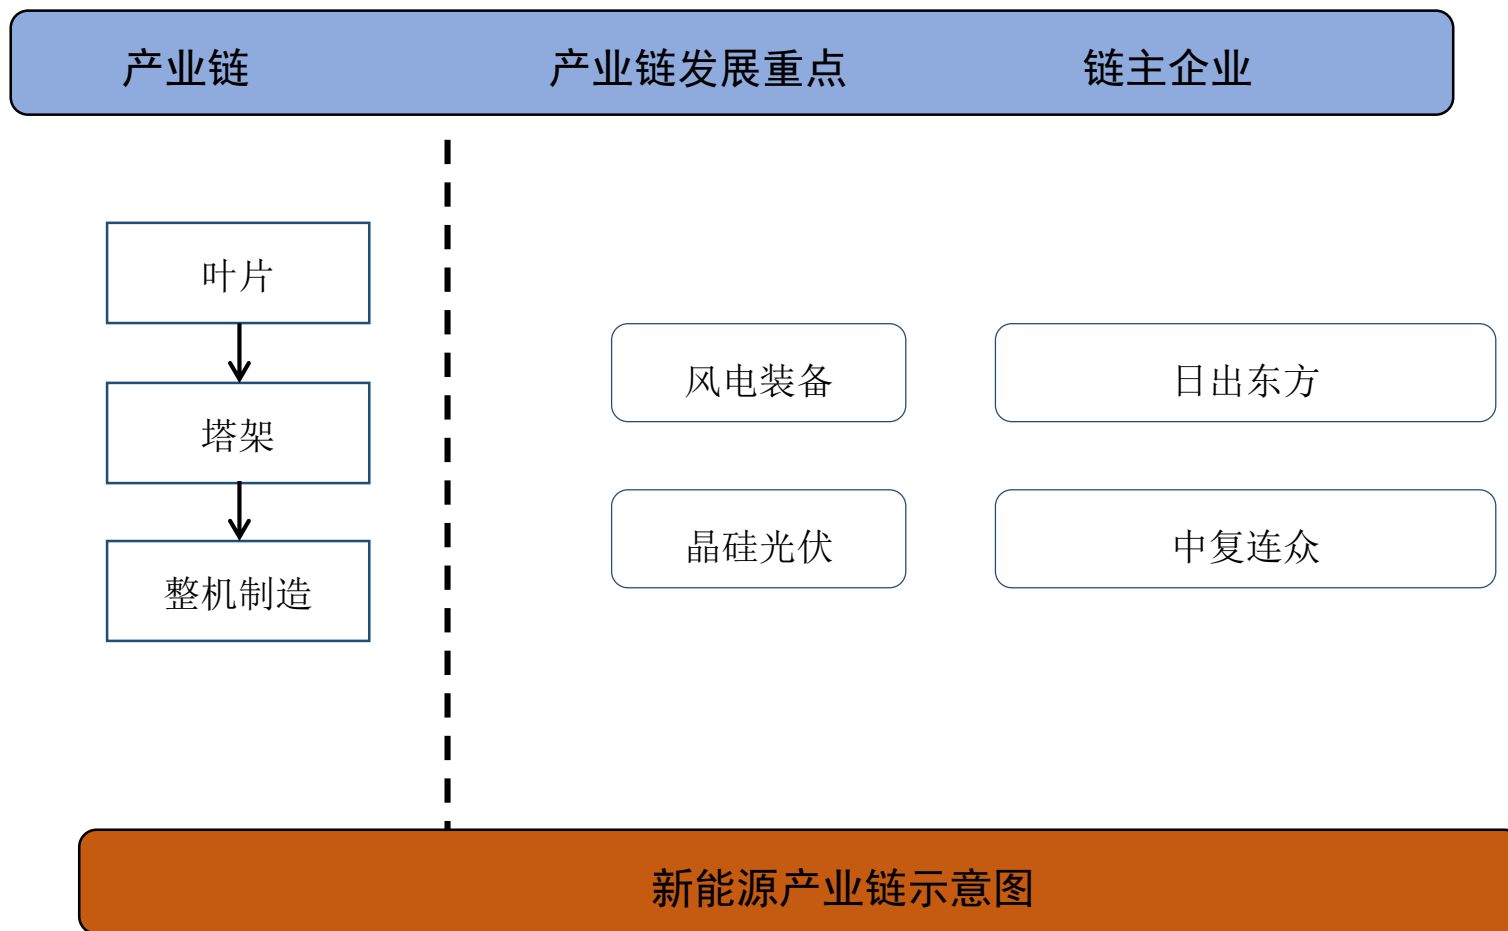 产业链 产业链发展重点 链主企业
叶片
塔架
整机制造
风电装备
日出东方
晶硅光伏
中复连众
新能源产业链示意图